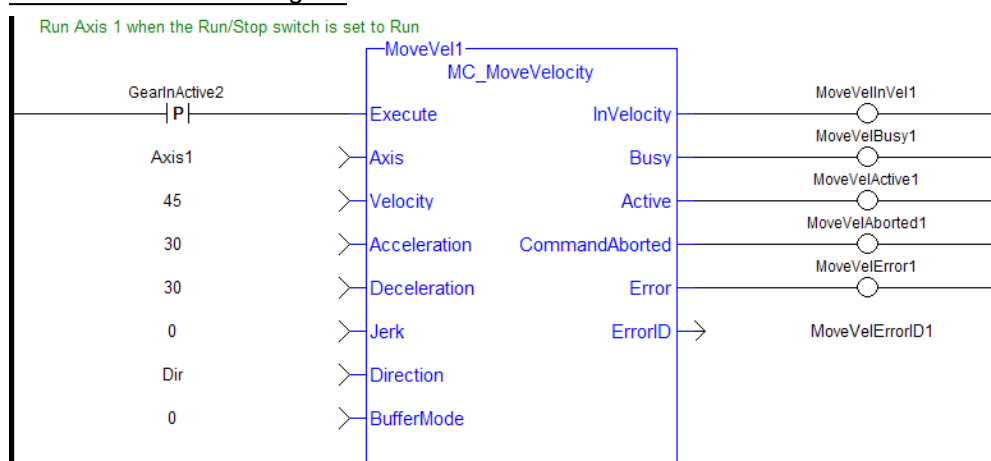 Run Axis 1 when the Run/Stop switch is set to Run
MoveVel1
MC_MoveVelocity
GearInActive2
P
Execute
InVelocity
MoveVelInVel1
Axis1
Axis
Busy
MoveVelBusy1
45
Velocity
Active
MoveVelActive1
30
Acceleration
CommandAborted
MoveVelAborted1
30
Deceleration
Error
MoveVelError1
0
Jerk
ErrorID
MoveVelErrorID1
Dir
Direction
0
BufferMode